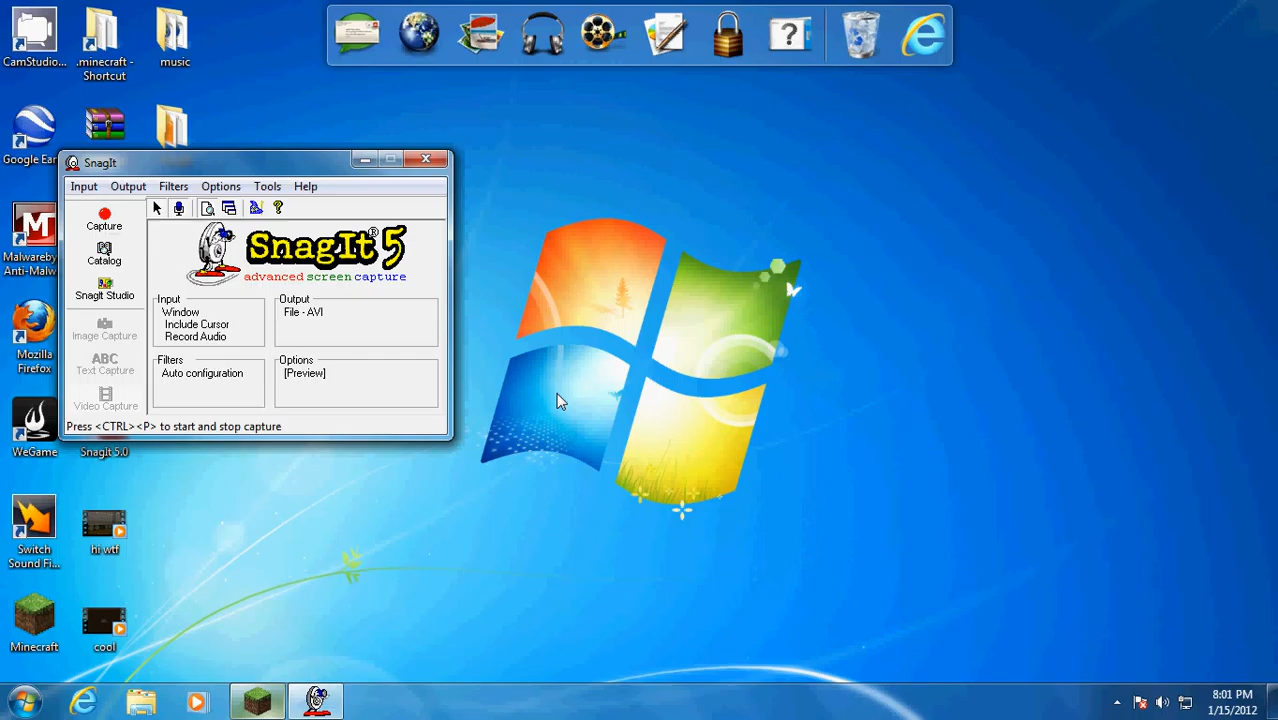 CamStudio...
.minecraft -
Shortcut
music
Google Ear
Malwareby
Anti-Malw
Mozilla
Firefox
WeGame
SnagIt 5.0
Switch
Sound Fi...
hi wtf
Minecraft
cool
SnagIt
Input Output Filters Options Tools Help
Capture
Catalog
SnagIt Studio
Image Capture
ABC
Text Capture
Video Capture
SnagIt® 5
advanced screen capture
Input
Window
Include Cursor
Record Audio
Output
File - AVI
Filters
Auto configuration
Options
[Preview]
Press <CTRL><P> to start and stop capture
8:01 PM
1/15/2012